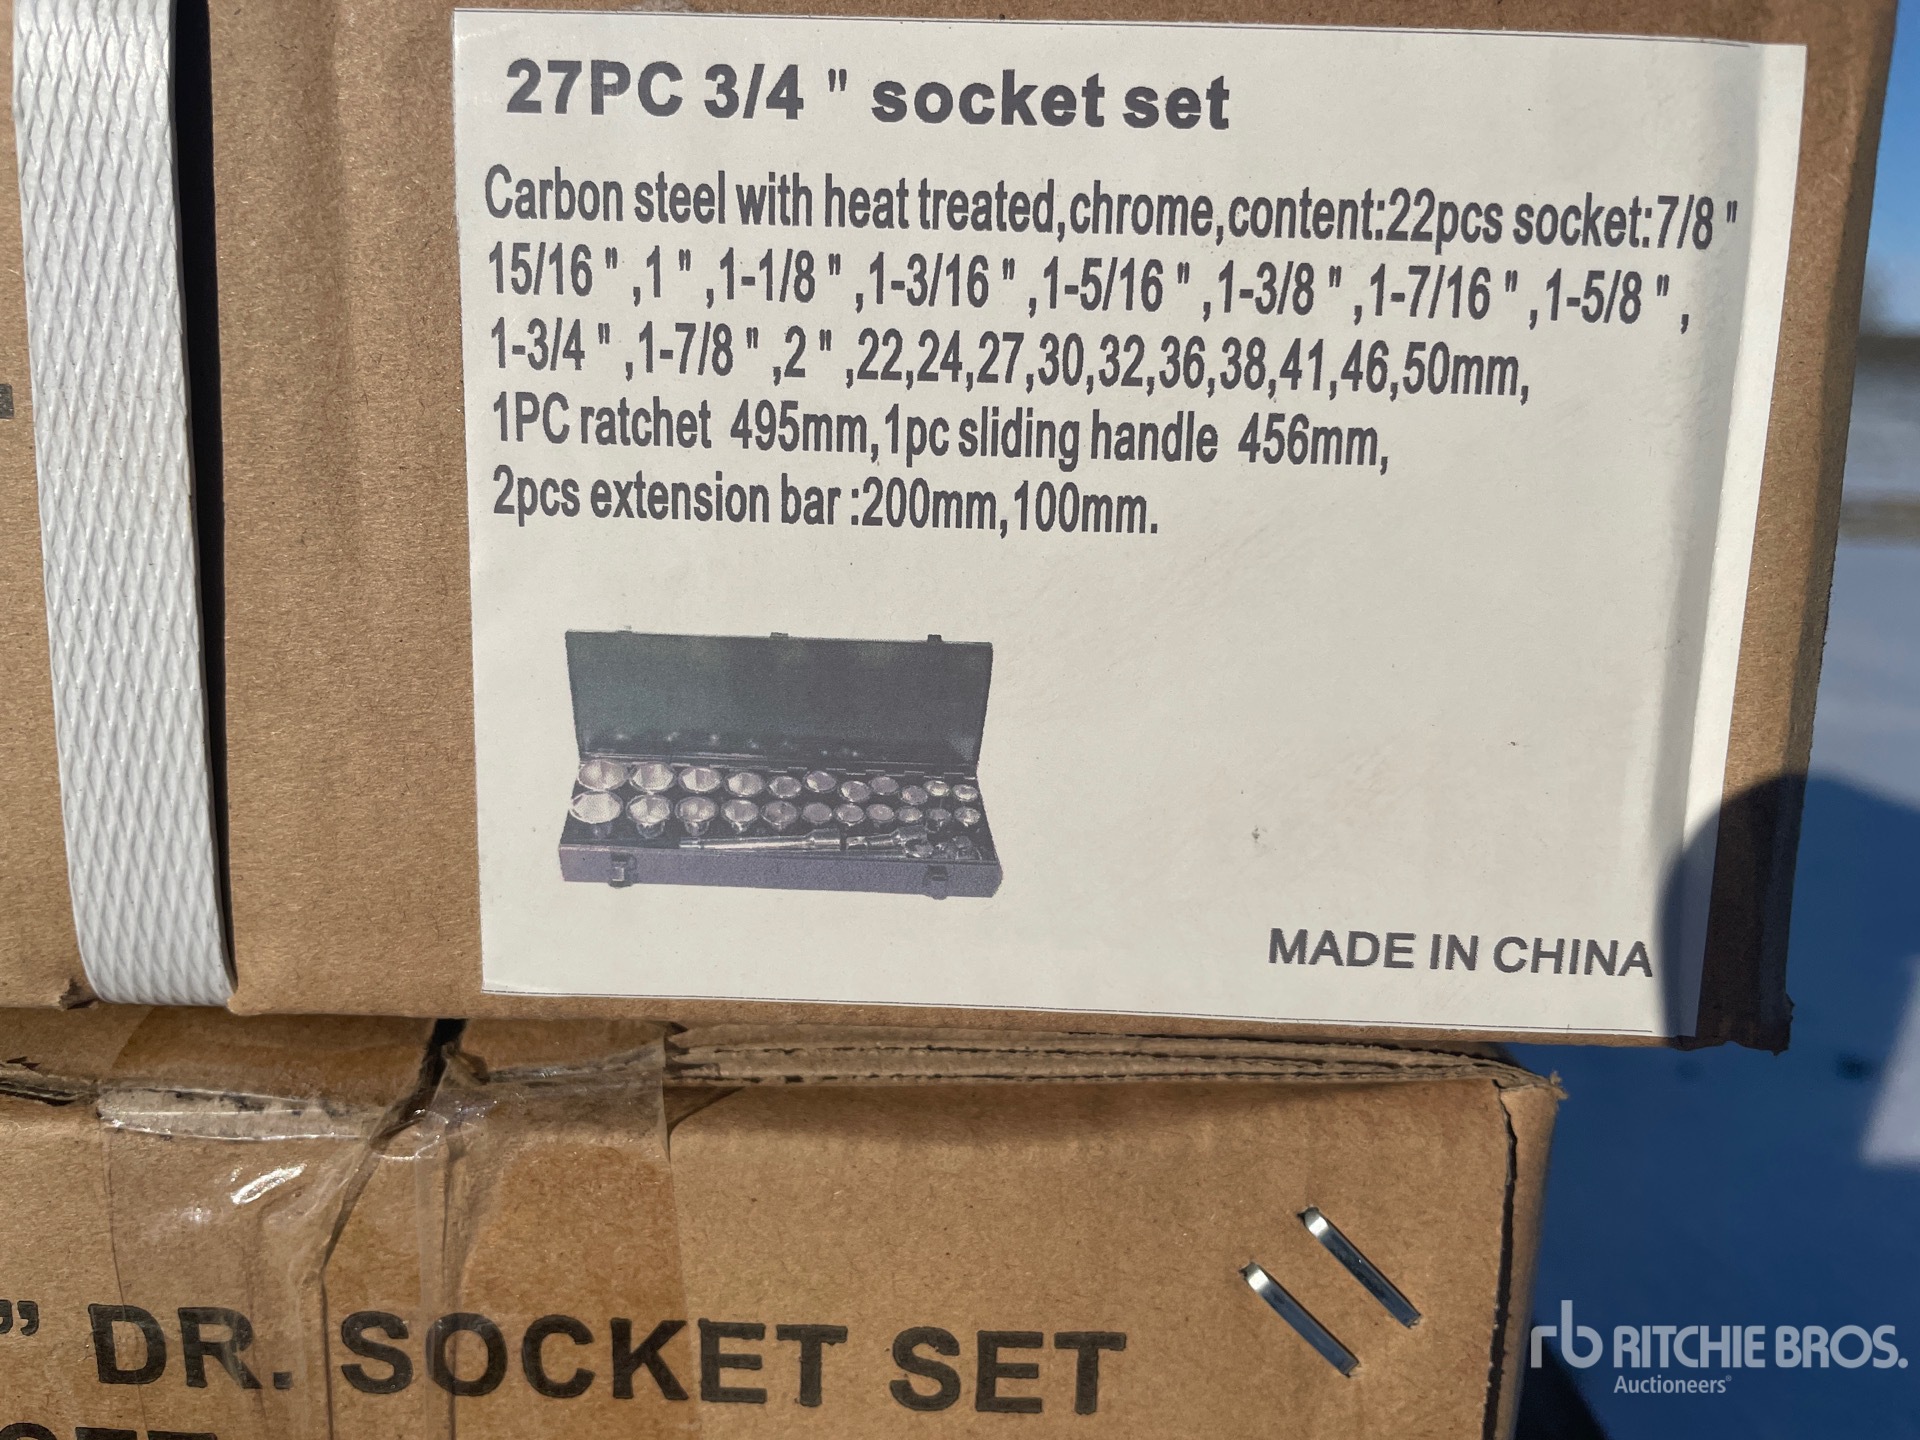 27PC 3/4 " socket set
Carbon steel with heat treated,chrome,content:22pcs socket:7/8 "
15/16 " ,1 " ,1-1/8 " ,1-3/16 " ,1-5/16 " ,1-3/8 " ,1-7/16 " ,1-5/8 " ,
1-3/4 " ,1-7/8 " ,2 " ,22,24,27,30,32,36,38,41,46,50mm,
1PC ratchet 495mm,1pc sliding handle 456mm,
2pcs extension bar :200mm,100mm.
MADE IN CHINA
” DR. SOCKET SET
rb RITCHIE BROS.
Auctioneers